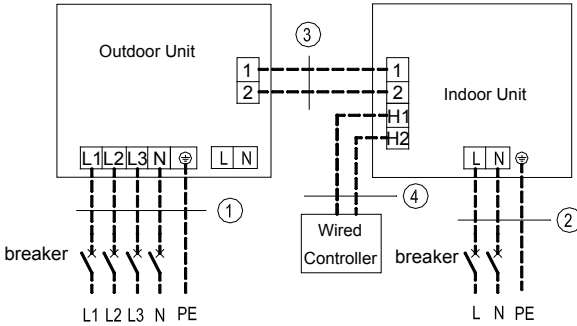 Outdoor Unit
3
1 1
2 2
Indoor Unit
H1
H2
L1 L2 L3 N L N
L N
1
4
2
Wired
Controller
breaker
breaker
L1 L2 L3 N PE
L N PE